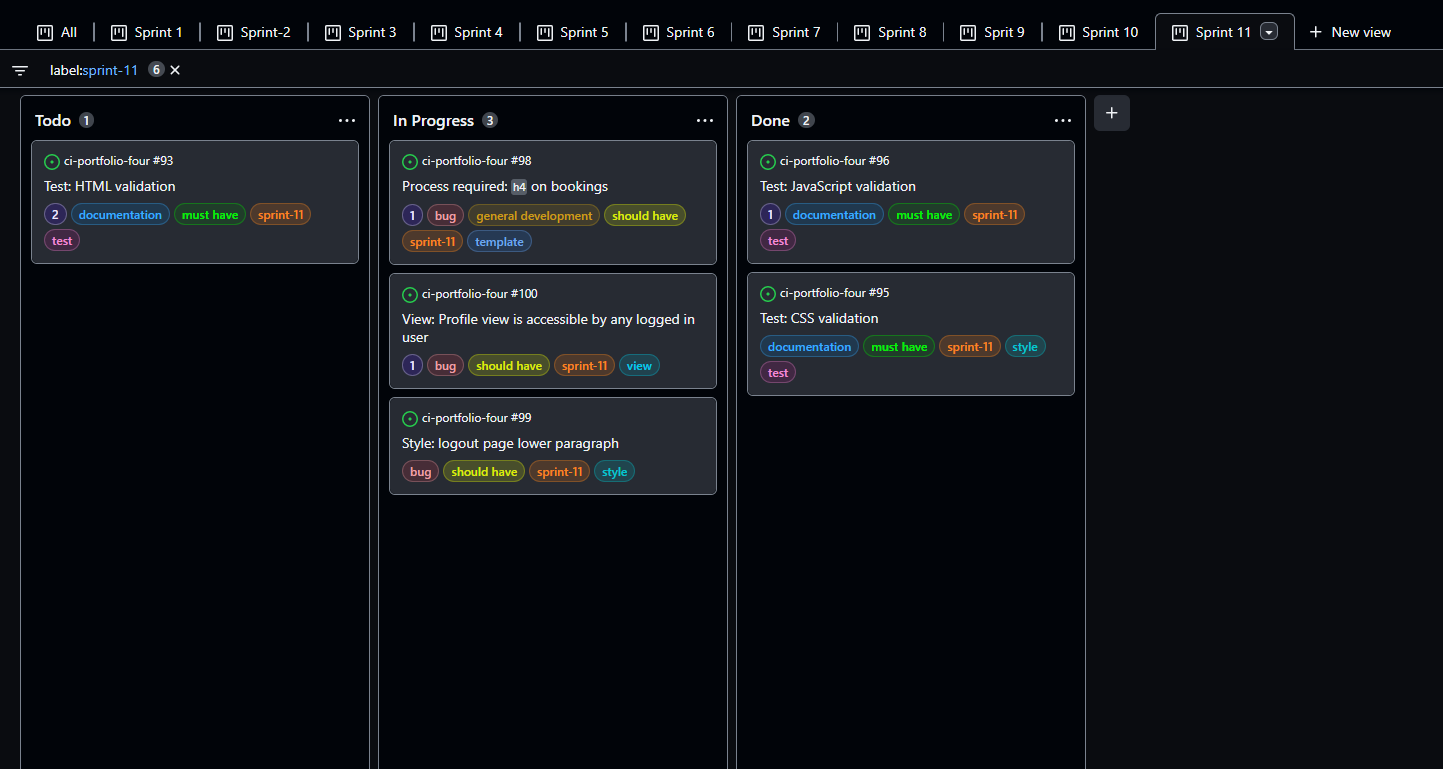 All Sprint 1 Sprint-2 Sprint 3 Sprint 4 Sprint 5 Sprint 6 Sprint 7 Sprint 8 Sprit 9 Sprint 10 Sprint 11 + New view
label:sprint-11 6 ×
Todo 1 ...
ci-portfolio-four #93
Test: HTML validation
2 documentation must have sprint-11
test
In Progress 3 ...
ci-portfolio-four #98
Process required: h4 on bookings
1 bug general development should have
sprint-11 template
ci-portfolio-four #100
View: Profile view is accessible by any logged in
user
1 bug should have sprint-11 view
ci-portfolio-four #99
Style: logout page lower paragraph
bug should have sprint-11 style
Done 2 ...
ci-portfolio-four #96
Test: JavaScript validation
1 documentation must have sprint-11
test
ci-portfolio-four #95
Test: CSS validation
documentation must have sprint-11 style
test
+